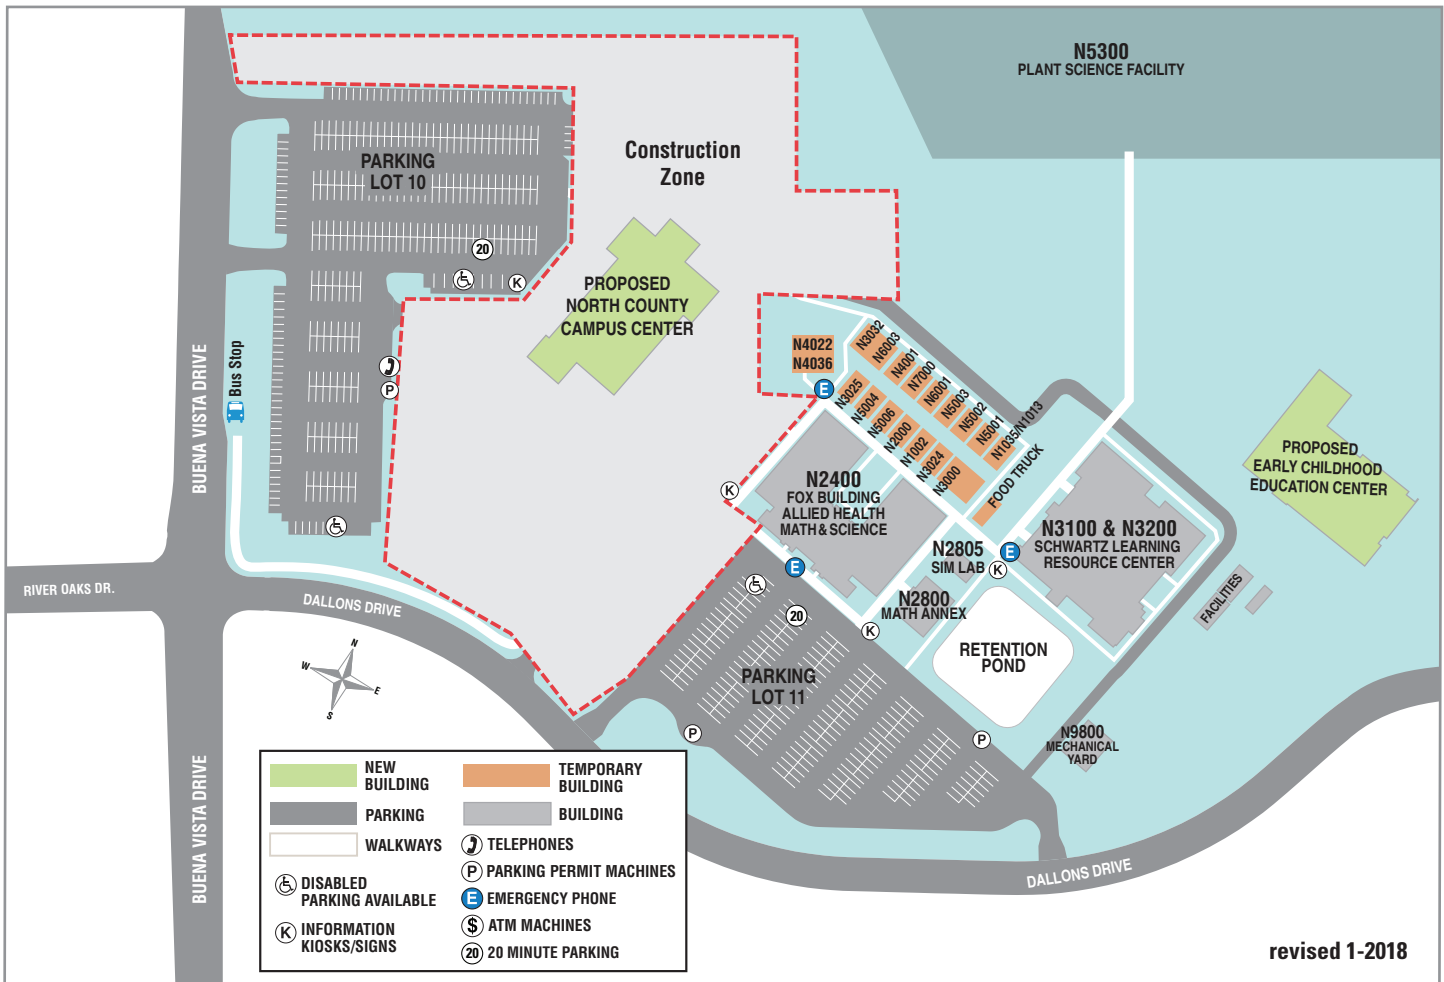 N5300
PLANT SCIENCE FACILITY
Construction
Zone
PARKING
LOT 10
20
K
PROPOSED
NORTH COUNTY
CAMPUS CENTER
BUENA VISTA DRIVE
Bus Stop
P
N4022
N4036
E
N3032
N6003
N4001
N7000
N6001
N5003
N5002
N5001
N1035/N1013
N3025
N5004
N5006
N2000
N1002
N3024
N3000
FOOD TRUCK
PROPOSED
EARLY CHILDHOOD
EDUCATION CENTER
K
N2400
FOX BUILDING
ALLIED HEALTH
MATH & SCIENCE
N3100 & N3200
SCHWARTZ LEARNING
RESOURCE CENTER
N2805
SIM LAB
E
K
E
N2800
MATH ANNEX
FACILITIES
RIVER OAKS DR.
DALLONS DRIVE
20
K
RETENTION
POND
N
W
E
S
PARKING
LOT 11
P
P
N9800
MECHANICAL
YARD
BUENA VISTA DRIVE
DALLONS DRIVE
NEW
BUILDING
TEMPORARY
BUILDING
PARKING
BUILDING
WALKWAYS
TELEPHONES
P PARKING PERMIT MACHINES
DISABLED
PARKING AVAILABLE
E EMERGENCY PHONE
$ ATM MACHINES
K INFORMATION
KIOSKS/SIGNS
20 20 MINUTE PARKING
revised 1-2018